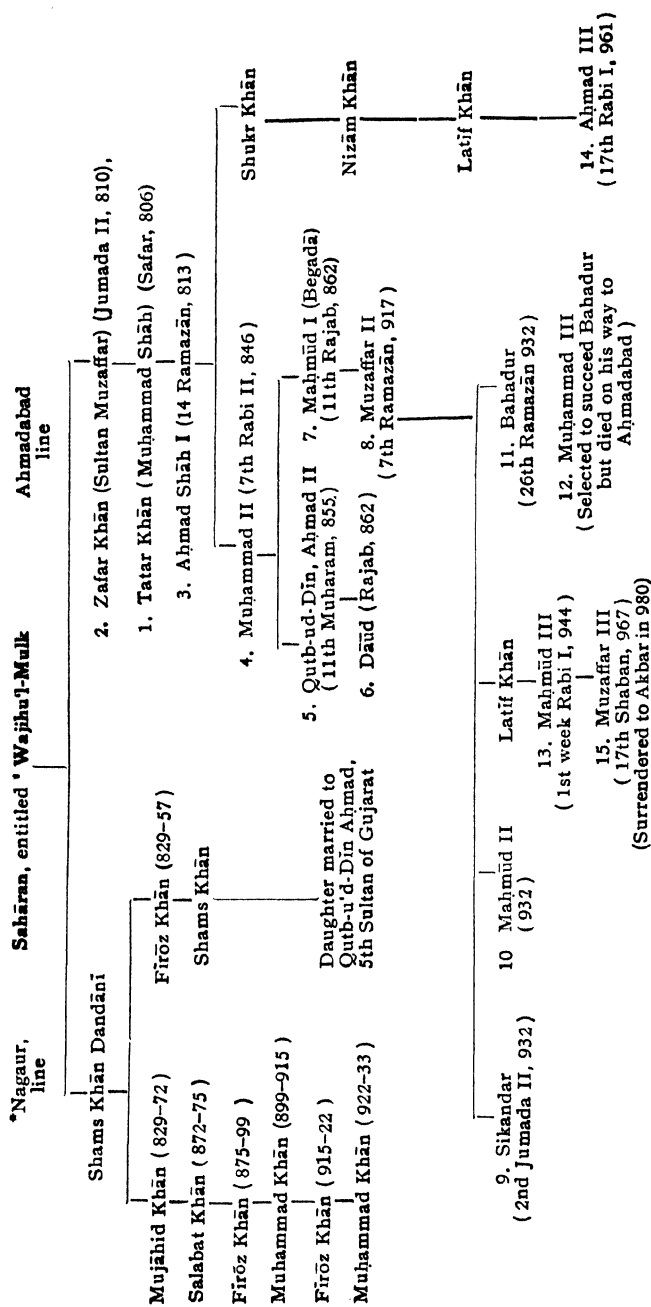 *Nagaur,
line
Sahāran, entitled ' Wajihu'l-Mulk
Ahmadabad
line
Shams Khān Dandānī
Mujāhid Khān (829–72)
Salabat Khān (872–75)
Fīrōz Khān (875–99)
Muhammad Khān (899–915)
Fīrōz Khān (915–22)
Muḥammad Khān (922–33)
Fīrōz Khān (829–57)
Shams Khān
Daughter married to
Qutb-u'd-Dīn Aḥmad,
5th Sultan of Gujarat
2. Zafar Khān (Sultan Muzaffar) (Jumada II, 810),
1. Tatar Khān (Muḥammad Shāh) (Safar, 806)
3. Aḥmad Shāh I (14 Ramazān, 813)
4. Muḥammad II (7th Rabi II, 846)
Shukr Khān
Nizām Khān
Latīf Khān
14. Aḥmad III
(17th Rabi I, 961)
5. Qutb-ud-Dīn, Aḥmad II
(11th Muharam, 855)
6. Dāūd (Rajab, 862)
7. Maḥmūd I (Begadā)
(11th Rajab, 862)
8. Muzaffar II
(7th Ramazān, 917)
9. Sikandar
(2nd Jumada II, 932)
10 Maḥmūd II
(932)
Latīf Khān
13. Maḥmūd III
(1st week Rabi I, 944)
15. Muzaffar III
(17th Shaban, 967)
(Surrendered to Akbar in 980)
11. Bahadur
(26th Ramazān 932)
12. Muḥammad III
(Selected to succeed Bahadur
but died on his way to
Aḥmadabad)